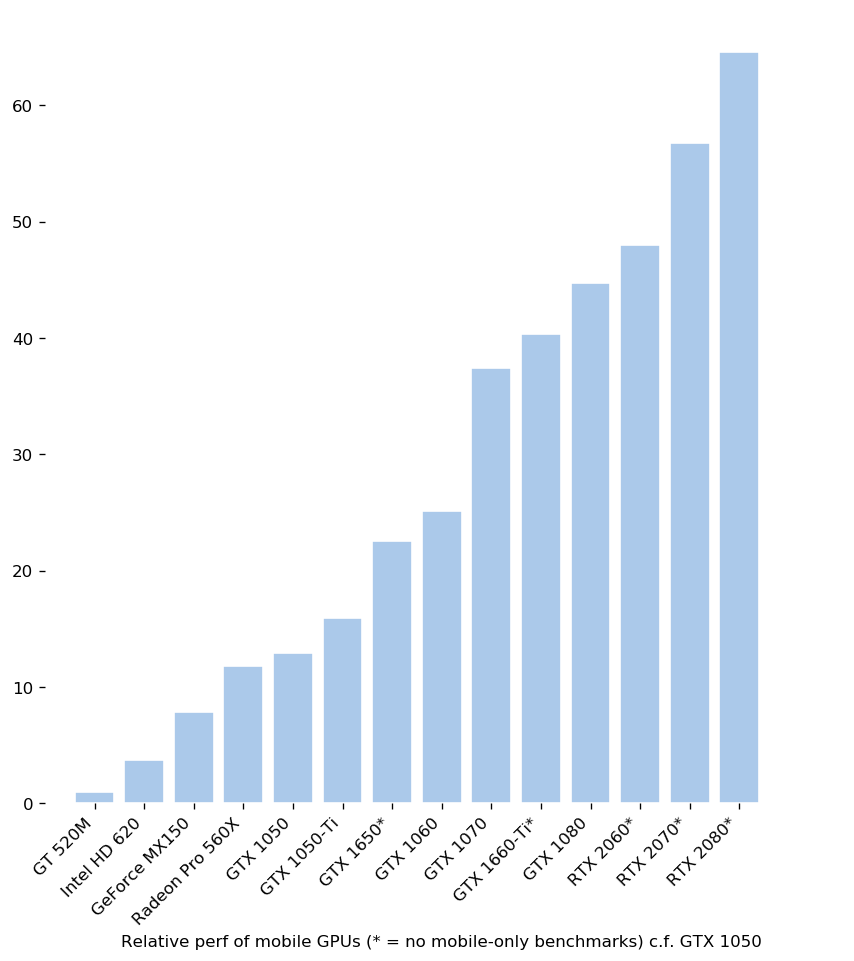 60
50
40
30
20
10
0
GT 520M
Intel HD 620
GeForce MX150
Radeon Pro 560X
GTX 1050
GTX 1050-Ti
GTX 1650*
GTX 1060
GTX 1070
GTX 1660-Ti*
GTX 1080
RTX 2060*
RTX 2070*
RTX 2080*
Relative perf of mobile GPUs (* = no mobile-only benchmarks) c.f. GTX 1050